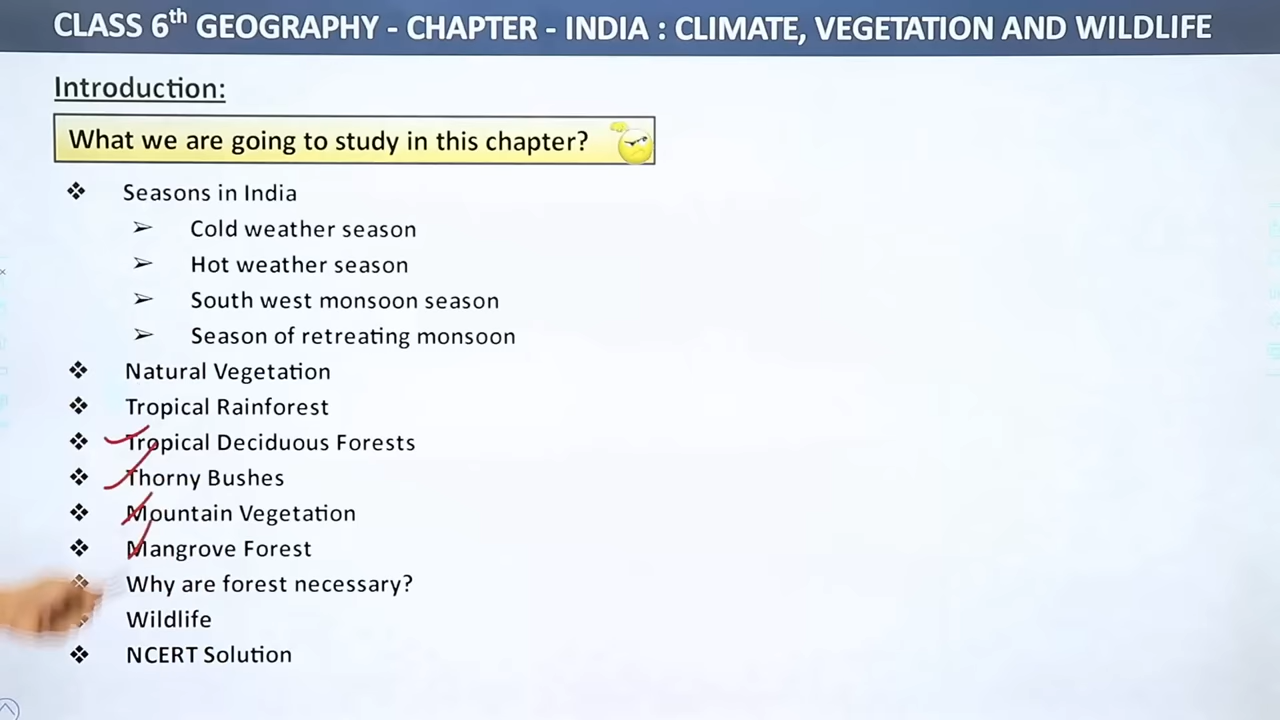 CLASS 6th GEOGRAPHY - CHAPTER - INDIA : CLIMATE, VEGETATION AND WILDLIFE
Introduction:
What we are going to study in this chapter?
❖ Seasons in India
➢ Cold weather season
➢ Hot weather season
➢ South west monsoon season
➢ Season of retreating monsoon
❖ Natural Vegetation
❖ Tropical Rainforest
❖ Tropical Deciduous Forests
❖ Thorny Bushes
❖ Mountain Vegetation
❖ Mangrove Forest
❖ Why are forest necessary?
Wildlife
❖ NCERT Solution